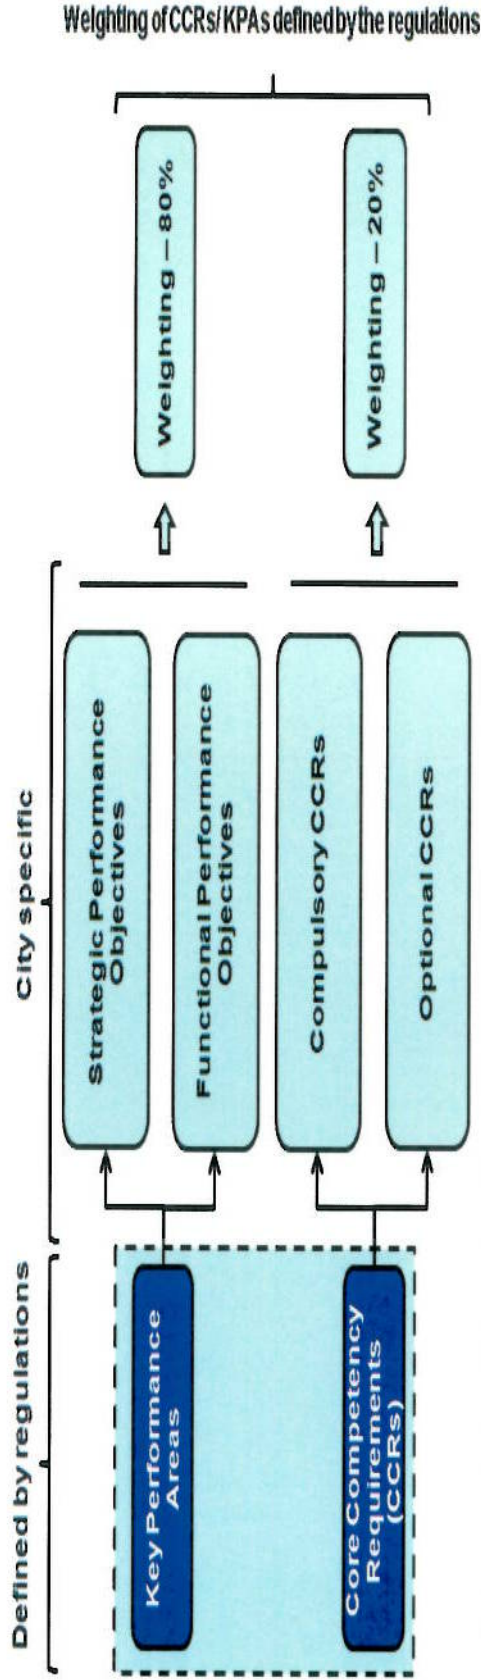 Defined by regulations
City specific
Key Performance
Areas
Strategic Performance
Objectives
Functional Performance
Objectives
Weighting – 80%
Core Competency
Requirements
(CCRs)
Compulsory CCRs
Optional CCRs
Weighting – 20%
Weighting of CCRs/ KPAs defined by the regulations